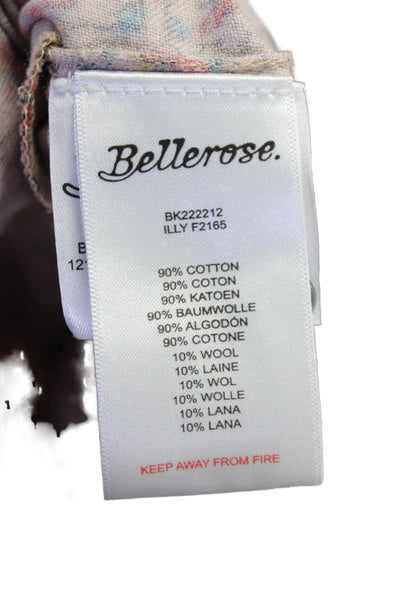 Bellerose.
BK222212
ILLY F2165
90% COTTON
90% COTON
90% KATOEN
90% BAUMWOLLE
90% ALGODÓN
90% COTONE
10% WOOL
10% LAINE
10% WOL
10% WOLLE
10% LANA
10% LANA
KEEP AWAY FROM FIRE